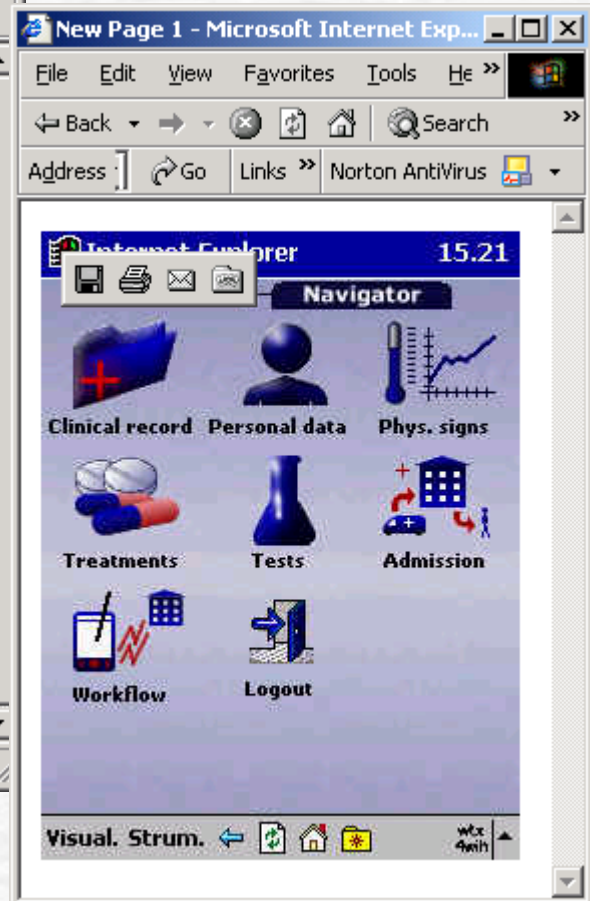 New Page 1 - Microsoft Internet Exp...
File Edit View Favorites Tools He »
Back Search »
Address Go Links » Norton AntiVirus
Internet Explorer 15.21
Navigator
Clinical record Personal data Phys. signs
Treatments Tests Admission
Workflow Logout
Visual. Strum.